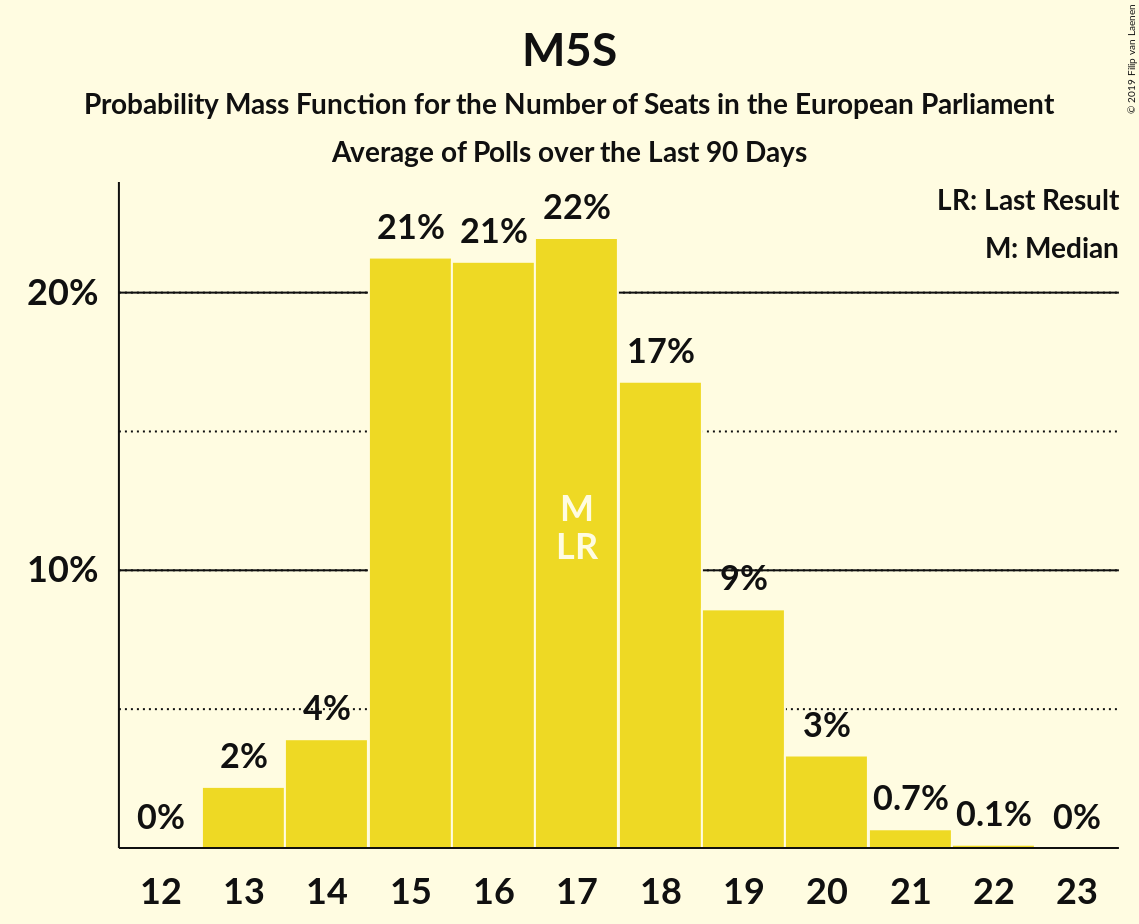 M5S
Probability Mass Function for the Number of Seats in the European Parliament
Average of Polls over the Last 90 Days
© 2019 Filip van Laenen
LR: Last Result
M: Median
20%
10%
0%
2%
4%
21%
21%
22%
17%
9%
3%
0.7%
0.1%
0%
M
LR
12 13 14 15 16 17 18 19 20 21 22 23